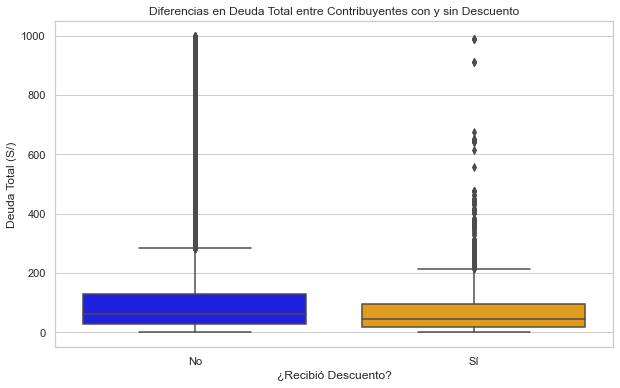 Diferencias en Deuda Total entre Contribuyentes con y sin Descuento
Deuda Total (S/)
1000
800
600
400
200
0
No
Sí
¿Recibió Descuento?